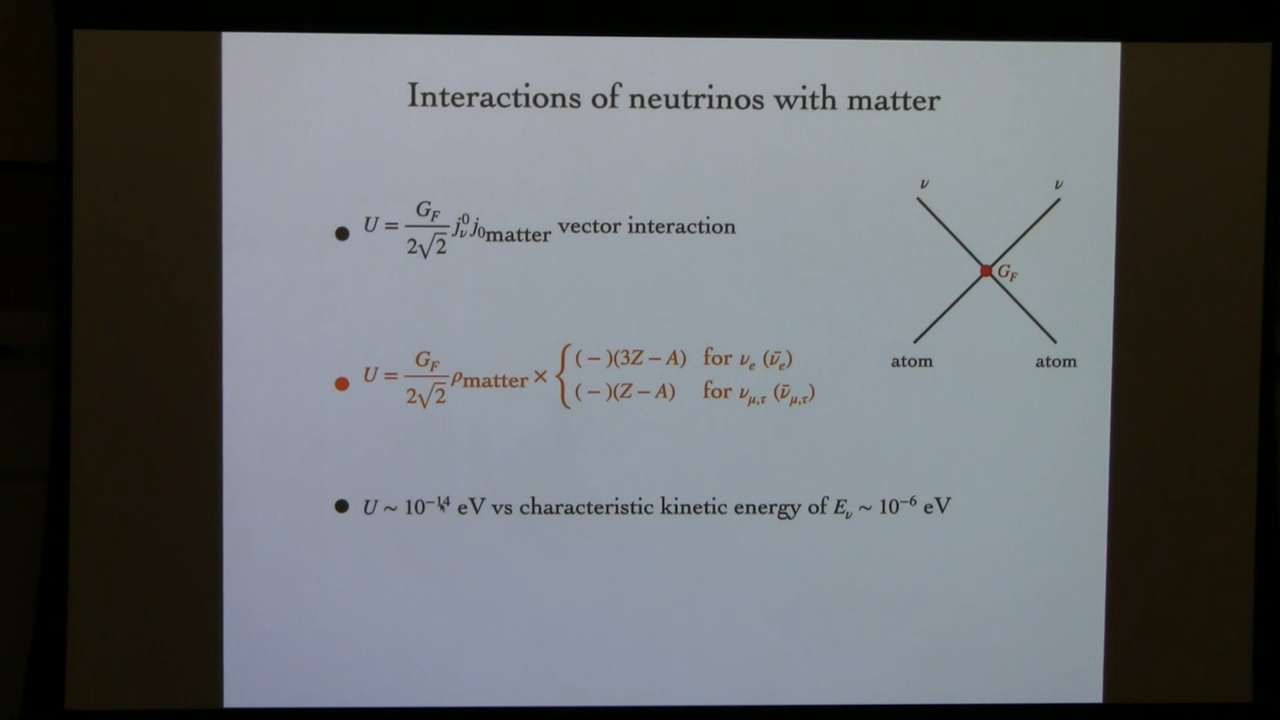 Interactions of neutrinos with matter
● U = G_F/(2√2) j⁰_ν j₀matter vector interaction
● U = G_F/(2√2) ρmatter × { (−)(3Z − A) for ν_e (ν̄_e)
(−)(Z − A) for ν_μ,τ (ν̄_μ,τ)
● U ~ 10⁻¹⁴ eV vs characteristic kinetic energy of E_ν ~ 10⁻⁶ eV
ν ν
G_F
atom atom